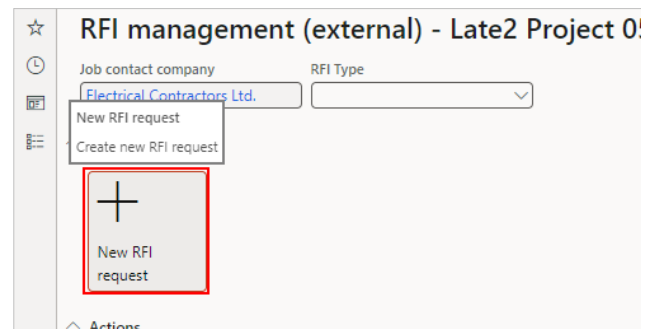 RFI management (external) - Late2 Project 05
Job contact company
RFI Type
Electrical Contractors Ltd.
New RFI request
Create new RFI request
New RFI
request
Actions